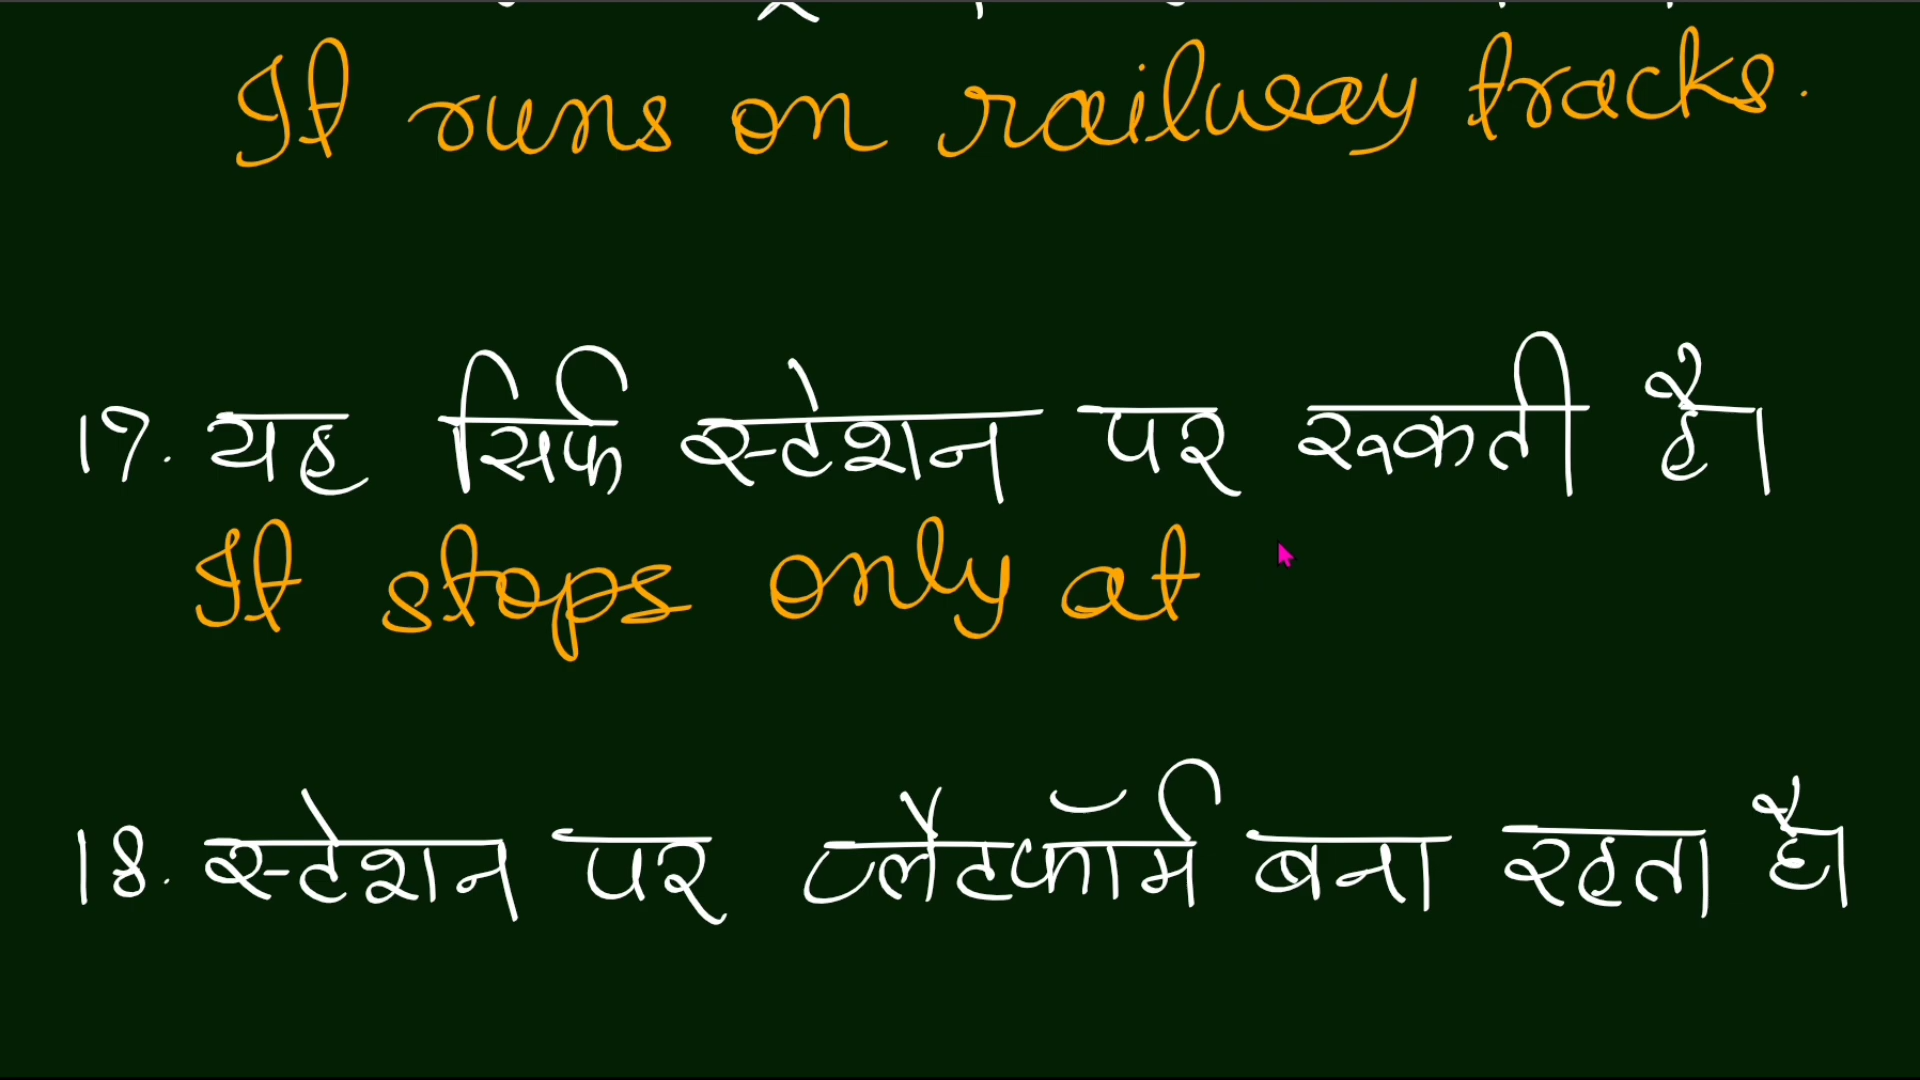 It runs on railway tracks.
17. यह सिर्फ स्टेशन पर रूकती है।
It stops only at
18. स्टेशन पर प्लैटफॉर्म बना रहता है।